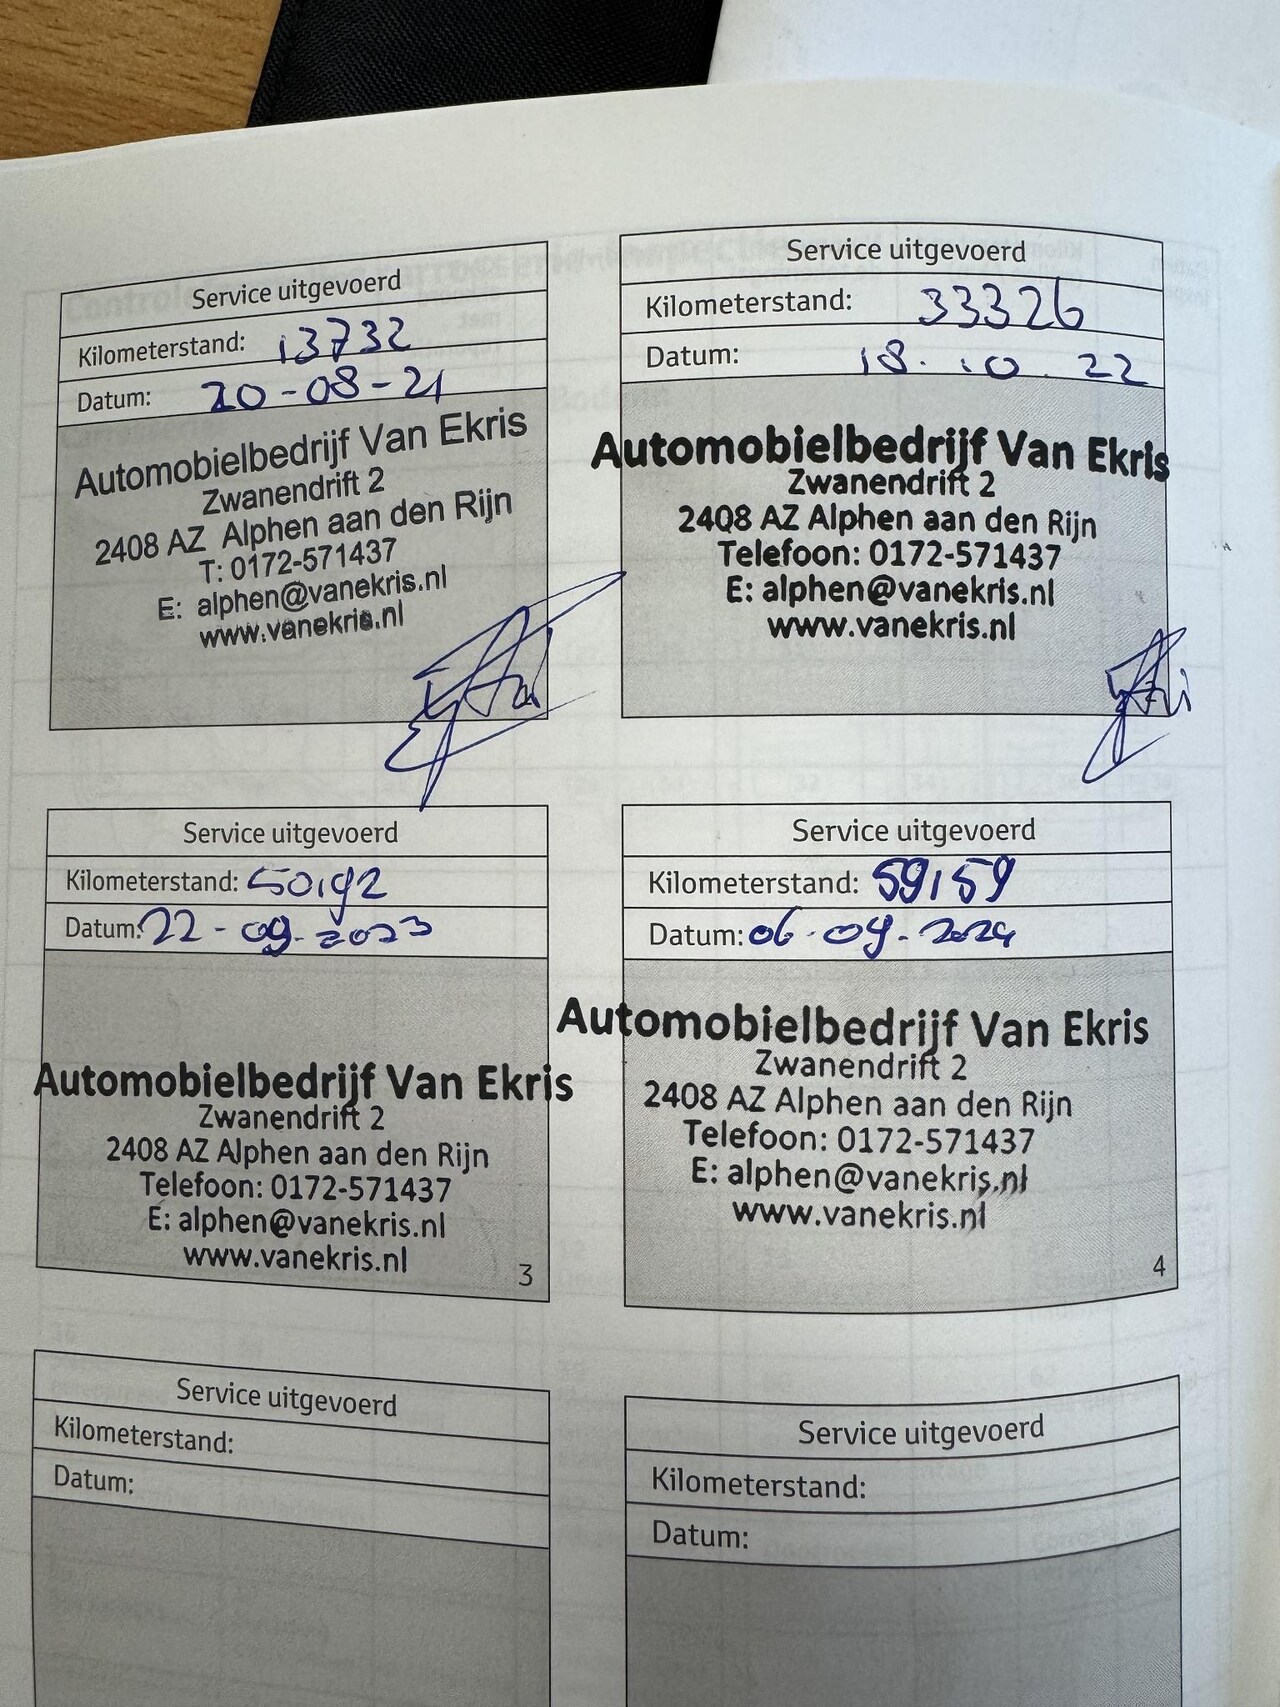 Service uitgevoerd
Kilometerstand: 13732
Datum: 20-08-21
Automobielbedrijf Van Ekris
Zwanendrift 2
2408 AZ Alphen aan den Rijn
T: 0172-571437
E: alphen@vanekris.nl
www.vanekris.nl
Service uitgevoerd
Kilometerstand: 33326
Datum: 18.10.22
Automobielbedrijf Van Ekris
Zwanendrift 2
2408 AZ Alphen aan den Rijn
Telefoon: 0172-571437
E: alphen@vanekris.nl
www.vanekris.nl
Service uitgevoerd
Kilometerstand: 50192
Datum: 22-09-2023
Automobielbedrijf Van Ekris
Zwanendrift 2
2408 AZ Alphen aan den Rijn
Telefoon: 0172-571437
E: alphen@vanekris.nl
www.vanekris.nl
3
Service uitgevoerd
Kilometerstand: 59159
Datum: 06-09-2024
Automobielbedrijf Van Ekris
Zwanendrift 2
2408 AZ Alphen aan den Rijn
Telefoon: 0172-571437
E: alphen@vanekris.nl
www.vanekris.nl
4
Service uitgevoerd
Kilometerstand:
Datum:
Service uitgevoerd
Kilometerstand:
Datum: